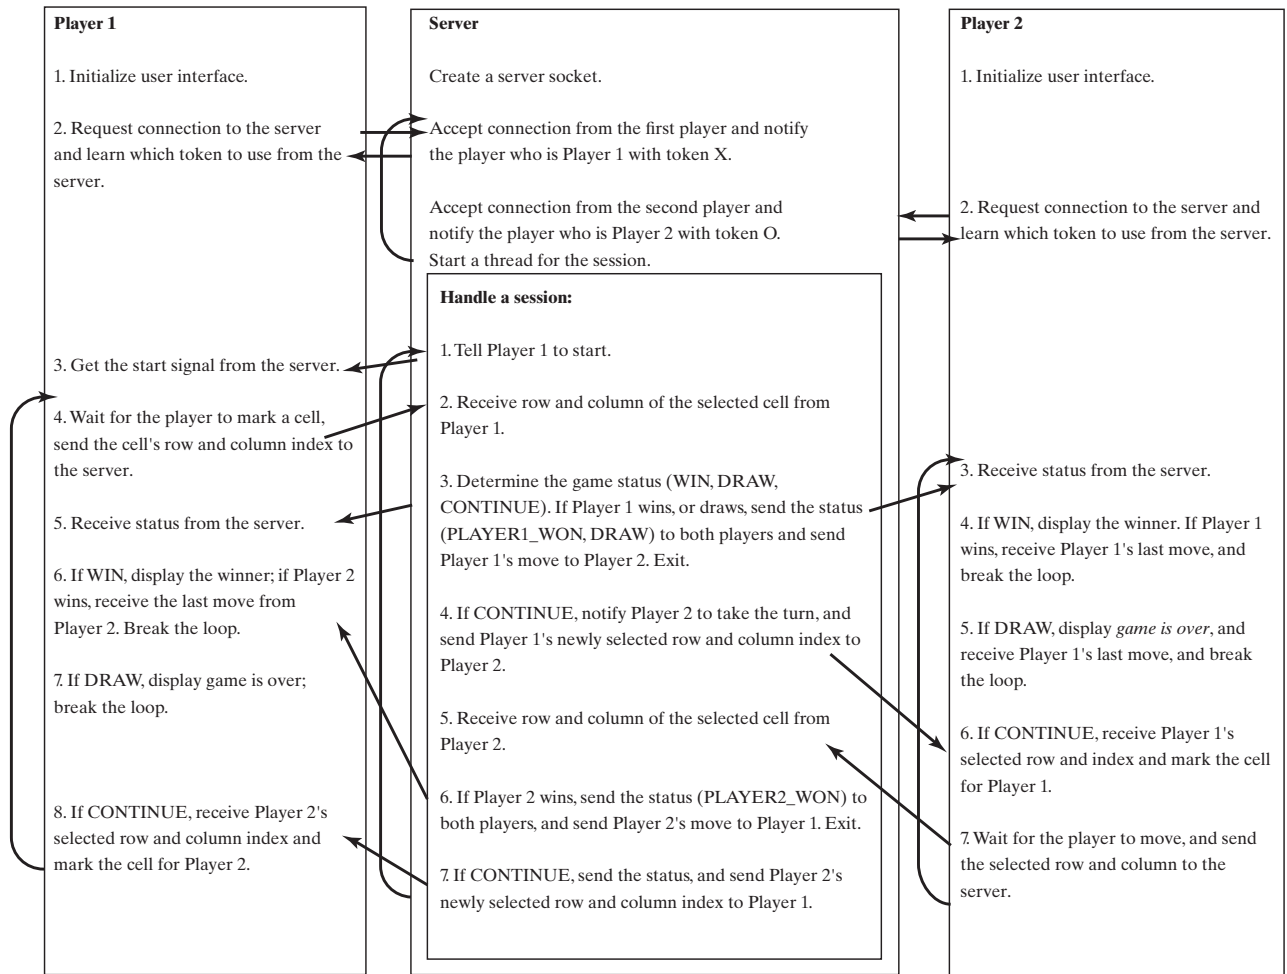 Player 1
1. Initialize user interface.
2. Request connection to the server
and learn which token to use from the
server.
3. Get the start signal from the server.
4. Wait for the player to mark a cell,
send the cell's row and column index to
the server.
5. Receive status from the server.
6. If WIN, display the winner; if Player 2
wins, receive the last move from
Player 2. Break the loop.
7. If DRAW, display game is over;
break the loop.
8. If CONTINUE, receive Player 2's
selected row and column index and
mark the cell for Player 2.
Server
Create a server socket.
Accept connection from the first player and notify
the player who is Player 1 with token X.
Accept connection from the second player and
notify the player who is Player 2 with token O.
Start a thread for the session.
Handle a session:
1. Tell Player 1 to start.
2. Receive row and column of the selected cell from
Player 1.
3. Determine the game status (WIN, DRAW,
CONTINUE). If Player 1 wins, or draws, send the status
(PLAYER1_WON, DRAW) to both players and send
Player 1's move to Player 2. Exit.
4. If CONTINUE, notify Player 2 to take the turn, and
send Player 1's newly selected row and column index to
Player 2.
5. Receive row and column of the selected cell from
Player 2.
6. If Player 2 wins, send the status (PLAYER2_WON) to
both players, and send Player 2's move to Player 1. Exit.
7. If CONTINUE, send the status, and send Player 2's
newly selected row and column index to Player 1.
Player 2
1. Initialize user interface.
2. Request connection to the server and
learn which token to use from the server.
3. Receive status from the server.
4. If WIN, display the winner. If Player 1
wins, receive Player 1's last move, and
break the loop.
5. If DRAW, display game is over, and
receive Player 1's last move, and break
the loop.
6. If CONTINUE, receive Player 1's
selected row and index and mark the cell
for Player 1.
7. Wait for the player to move, and send
the selected row and column to the
server.